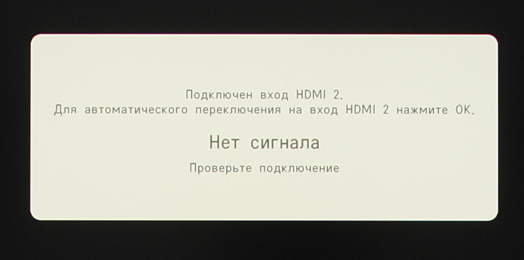 Подключен вход HDMI 2.
Для автоматического переключения на вход HDMI 2 нажмите OK.
Нет сигнала
Проверьте подключение